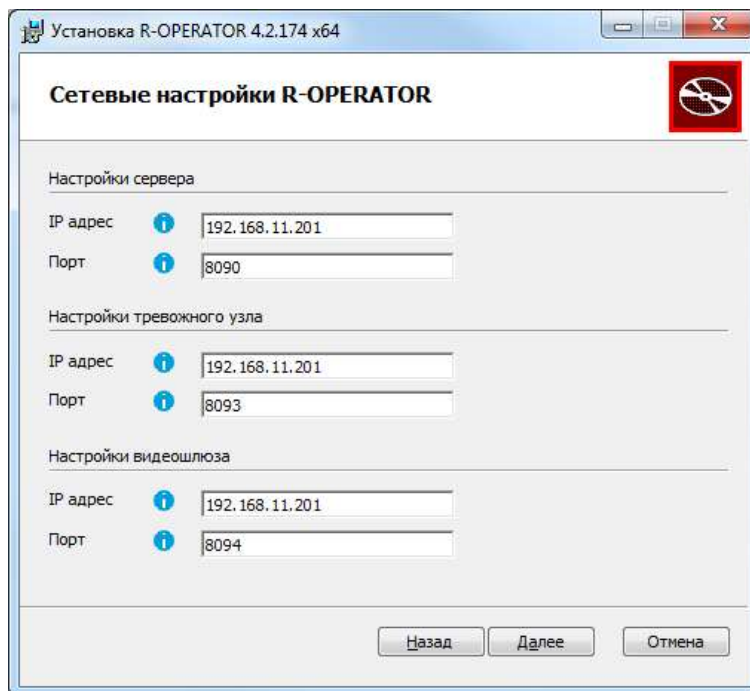 Установка R-OPERATOR 4.2.174 x64
Сетевые настройки R-OPERATOR
Настройки сервера
IP адрес 192.168.11.201
Порт 8090
Настройки тревожного узла
IP адрес 192.168.11.201
Порт 8093
Настройки видеошлюза
IP адрес 192.168.11.201
Порт 8094
Назад Далее Отмена